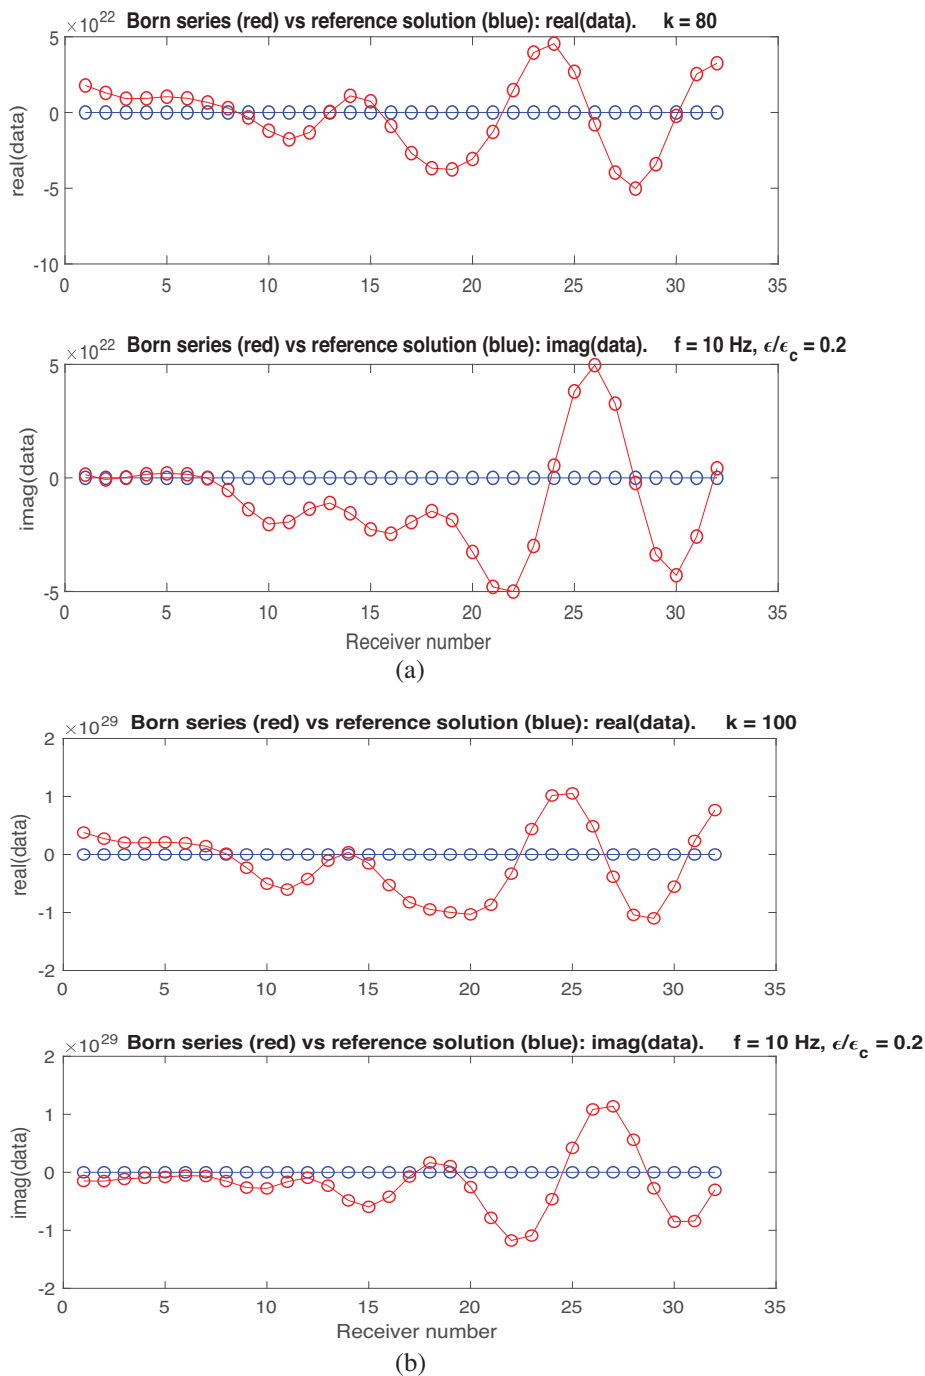 ×10^22 Born series (red) vs reference solution (blue): real(data). k = 80
5
0
-5
-10
real(data)
0 5 10 15 20 25 30 35
×10^22 Born series (red) vs reference solution (blue): imag(data). f = 10 Hz, ϵ/ϵ_c = 0.2
5
0
-5
imag(data)
0 5 10 15 20 25 30 35
Receiver number
(a)
×10^29 Born series (red) vs reference solution (blue): real(data). k = 100
2
1
0
-1
-2
real(data)
0 5 10 15 20 25 30 35
×10^29 Born series (red) vs reference solution (blue): imag(data). f = 10 Hz, ϵ/ϵ_c = 0.2
2
1
0
-1
-2
imag(data)
0 5 10 15 20 25 30 35
Receiver number
(b)